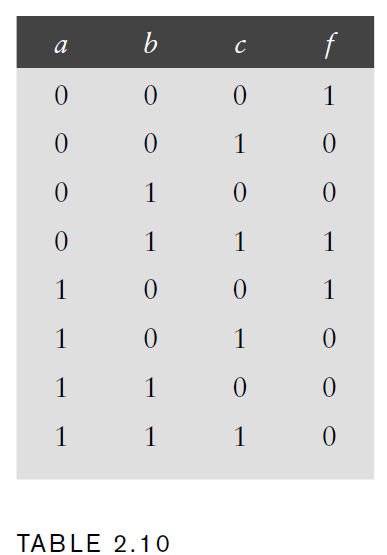 a b c f
0 0 0 1
0 0 1 0
0 1 0 0
0 1 1 1
1 0 0 1
1 0 1 0
1 1 0 0
1 1 1 0
TABLE 2.10